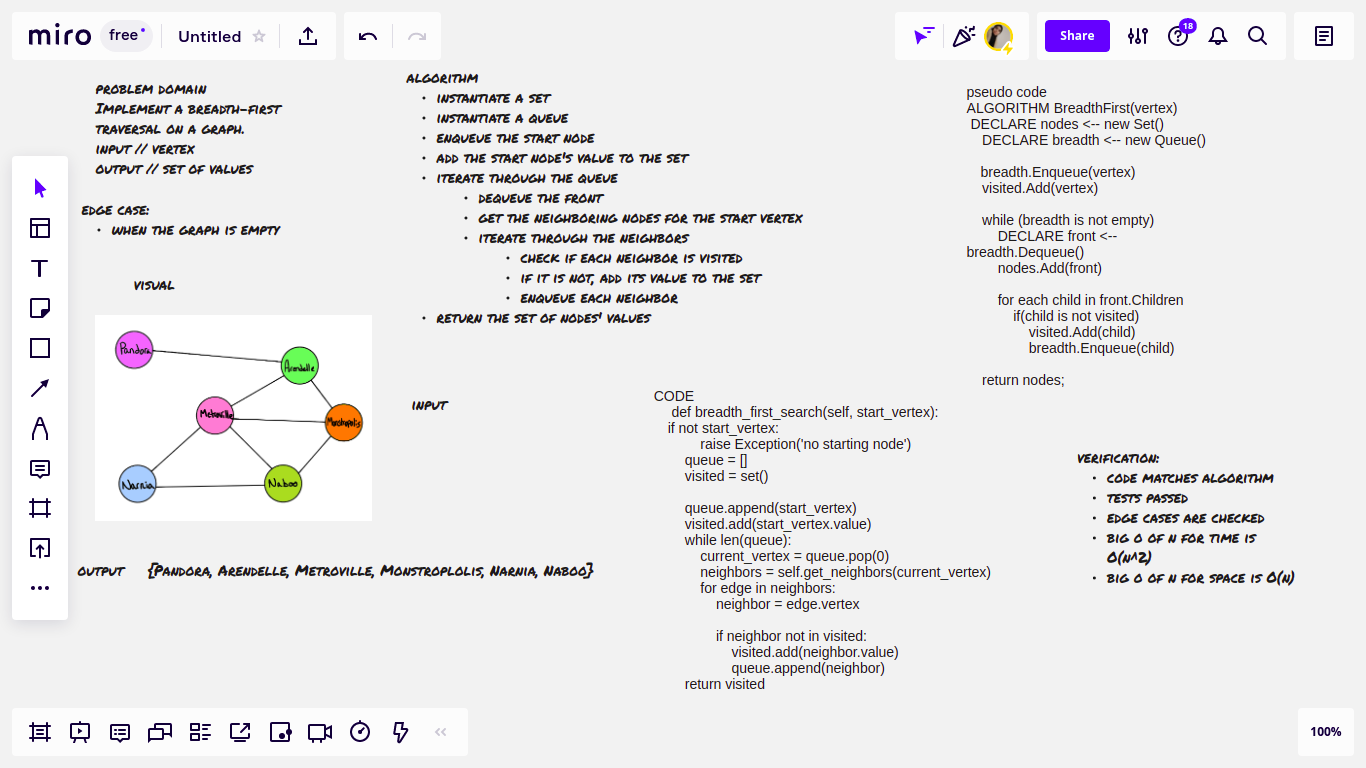 miro
free
Untitled
Share
18
PROBLEM DOMAIN
IMPLEMENT A BREADTH-FIRST
TRAVERSAL ON A GRAPH.
INPUT // VERTEX
OUTPUT // SET OF VALUES
EDGE CASE:
• WHEN THE GRAPH IS EMPTY
VISUAL
Pandora
Arendelle
Metroville
Monstropolis
Narnia
Naboo
INPUT
OUTPUT {PANDORA, ARENDELLE, METROVILLE, MONSTROPLOLIS, NARNIA, NABOO}
ALGORITHM
• INSTANTIATE A SET
• INSTANTIATE A QUEUE
• ENQUEUE THE START NODE
• ADD THE START NODE'S VALUE TO THE SET
• ITERATE THROUGH THE QUEUE
• DEQUEUE THE FRONT
• GET THE NEIGHBORING NODES FOR THE START VERTEX
• ITERATE THROUGH THE NEIGHBORS
• CHECK IF EACH NEIGHBOR IS VISITED
• IF IT IS NOT, ADD ITS VALUE TO THE SET
• ENQUEUE EACH NEIGHBOR
• RETURN THE SET OF NODES' VALUES
CODE
def breadth_first_search(self, start_vertex):
if not start_vertex:
raise Exception('no starting node')
queue = []
visited = set()
queue.append(start_vertex)
visited.add(start_vertex.value)
while len(queue):
current_vertex = queue.pop(0)
neighbors = self.get_neighbors(current_vertex)
for edge in neighbors:
neighbor = edge.vertex
if neighbor not in visited:
visited.add(neighbor.value)
queue.append(neighbor)
return visited
pseudo code
ALGORITHM BreadthFirst(vertex)
DECLARE nodes <-- new Set()
DECLARE breadth <-- new Queue()
breadth.Enqueue(vertex)
visited.Add(vertex)
while (breadth is not empty)
DECLARE front <--
breadth.Dequeue()
nodes.Add(front)
for each child in front.Children
if(child is not visited)
visited.Add(child)
breadth.Enqueue(child)
return nodes;
VERIFICATION:
• CODE MATCHES ALGORITHM
• TESTS PASSED
• EDGE CASES ARE CHECKED
• BIG O OF N FOR TIME IS
O(N^2)
• BIG O OF N FOR SPACE IS O(N)
100%